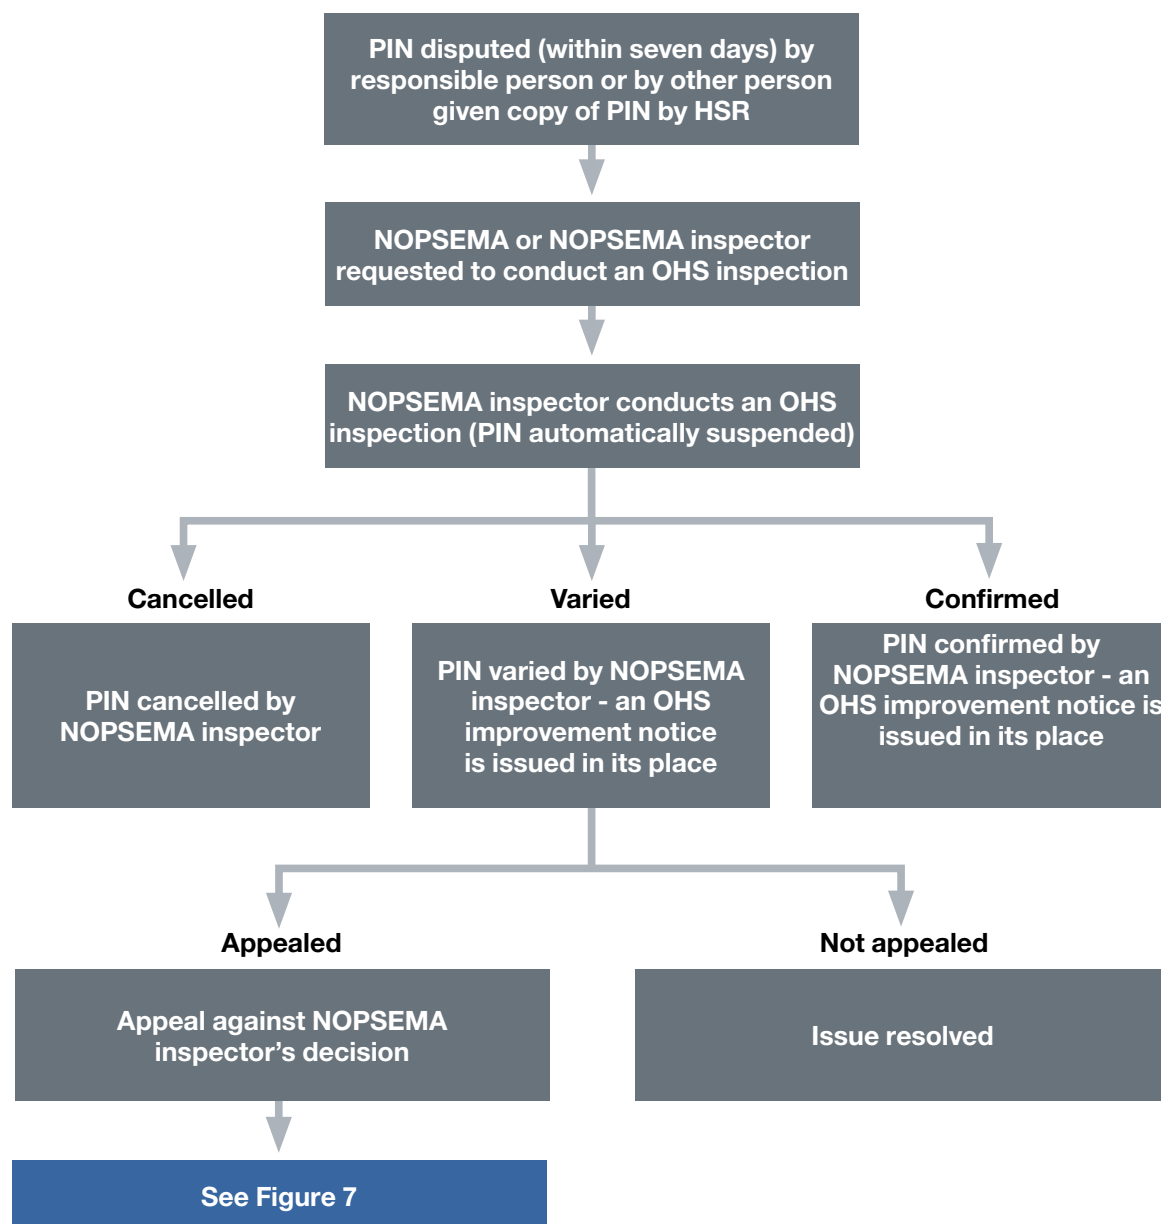 PIN disputed (within seven days) by
responsible person or by other person
given copy of PIN by HSR
NOPSEMA or NOPSEMA inspector
requested to conduct an OHS inspection
NOPSEMA inspector conducts an OHS
inspection (PIN automatically suspended)
Cancelled
PIN cancelled by
NOPSEMA inspector
Varied
PIN varied by NOPSEMA
inspector - an OHS
improvement notice
is issued in its place
Confirmed
PIN confirmed by
NOPSEMA inspector - an
OHS improvement notice is
issued in its place
Appealed
Appeal against NOPSEMA
inspector’s decision
Not appealed
Issue resolved
See Figure 7